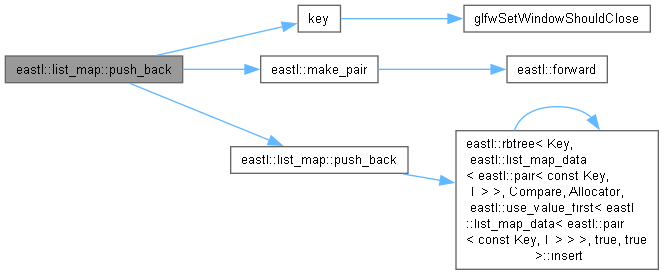 key
glfwSetWindowShouldClose
eastl::list_map::push_back
eastl::make_pair
eastl::forward
eastl::list_map::push_back
eastl::rbtree< Key,
eastl::list_map_data
< eastl::pair< const Key,
T > >, Compare, Allocator,
eastl::use_value_first< eastl
::list_map_data< eastl::pair
< const Key, T > > >, true, true
>::insert